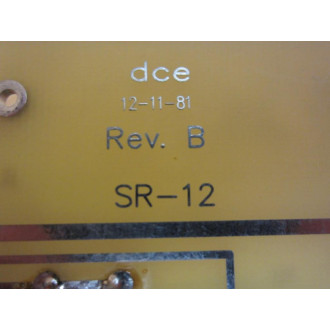 dce
12-11-81
Rev. B
SR-12